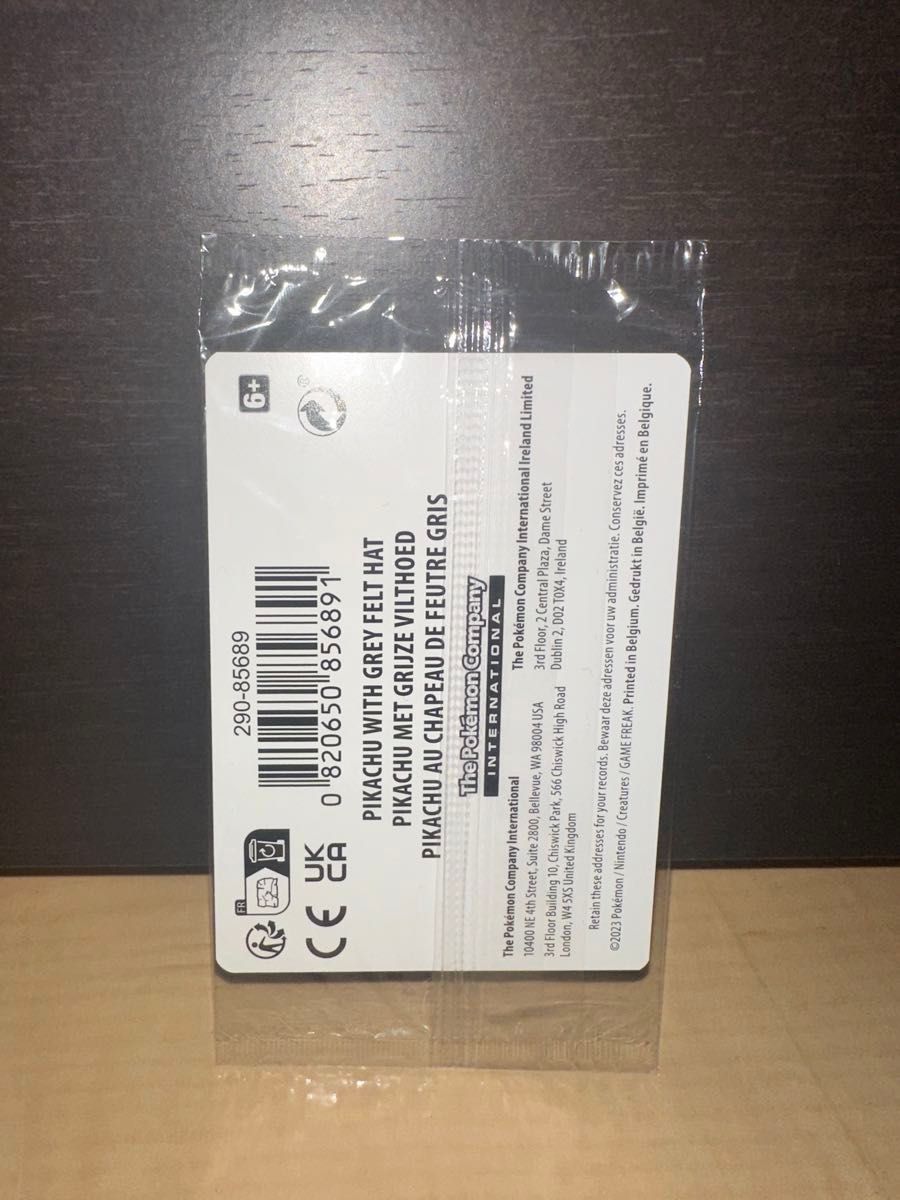 290-85689
0 820650 856891
6+
®
FR
CE
UK
CA
PIKACHU WITH GREY FELT HAT
PIKACHU MET GRIJZE VILTHOED
PIKACHU AU CHAPEAU DE FEUTRE GRIS
The Pokémon Company
INTERNATIONAL
The Pokémon Company International
10400 NE 4th Street, Suite 2800, Bellevue, WA 98004 USA
3rd Floor Building 10, Chiswick Park, 566 Chiswick High Road
London, W4 5XS United Kingdom
The Pokémon Company International Ireland Limited
3rd Floor, 2 Central Plaza, Dame Street
Dublin 2, D02 T0X4, Ireland
Retain these addresses for your records. Bewaar deze adressen voor uw administratie. Conservez ces adresses.
©2023 Pokémon / Nintendo / Creatures / GAME FREAK. Printed in Belgium. Gedrukt in België. Imprimé en Belgique.